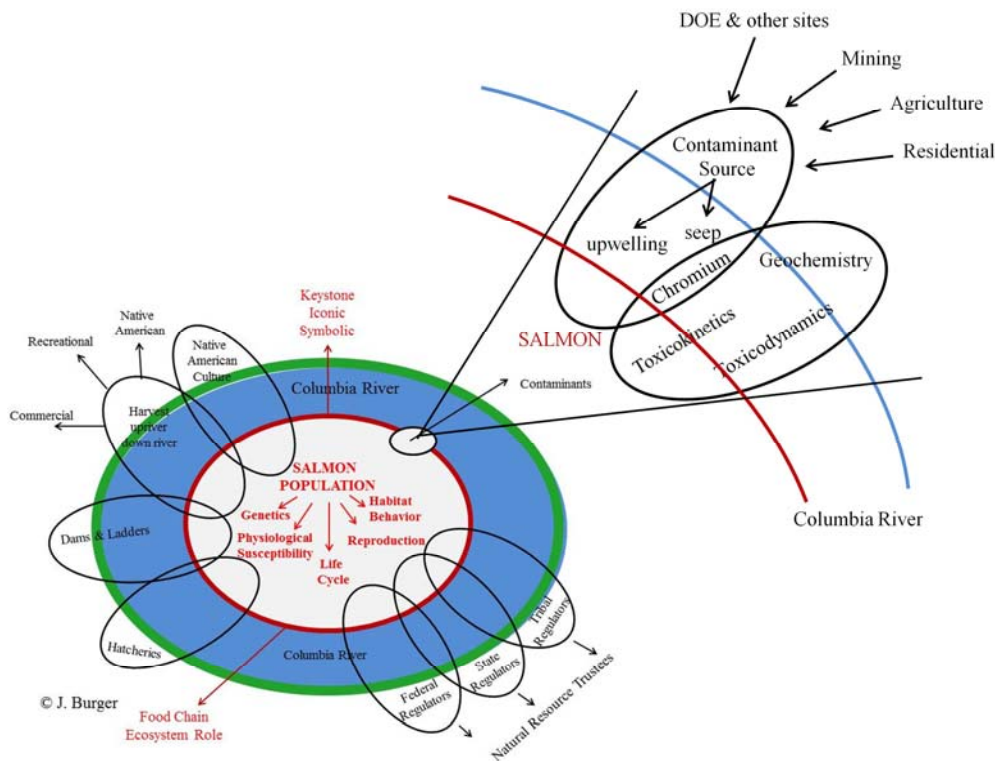 DOE & other sites
Mining
Agriculture
Residential
Contaminant
Source
upwelling
seep
Geochemistry
Chromium
Toxicokinetics
Toxicodynamics
SALMON
Columbia River
Keystone
Iconic
Symbolic
Native
American
Recreational
Commercial
Native
American
Culture
Harvest
upriver
down river
Columbia River
Contaminants
SALMON
POPULATION
Genetics
Habitat
Behavior
Physiological
Susceptibility
Reproduction
Life
Cycle
Dams & Ladders
Hatcheries
Columbia River
Federal
Regulators
State
Regulators
Tribal
Regulators
Natural Resource Trustees
© J. Burger
Food Chain
Ecosystem Role